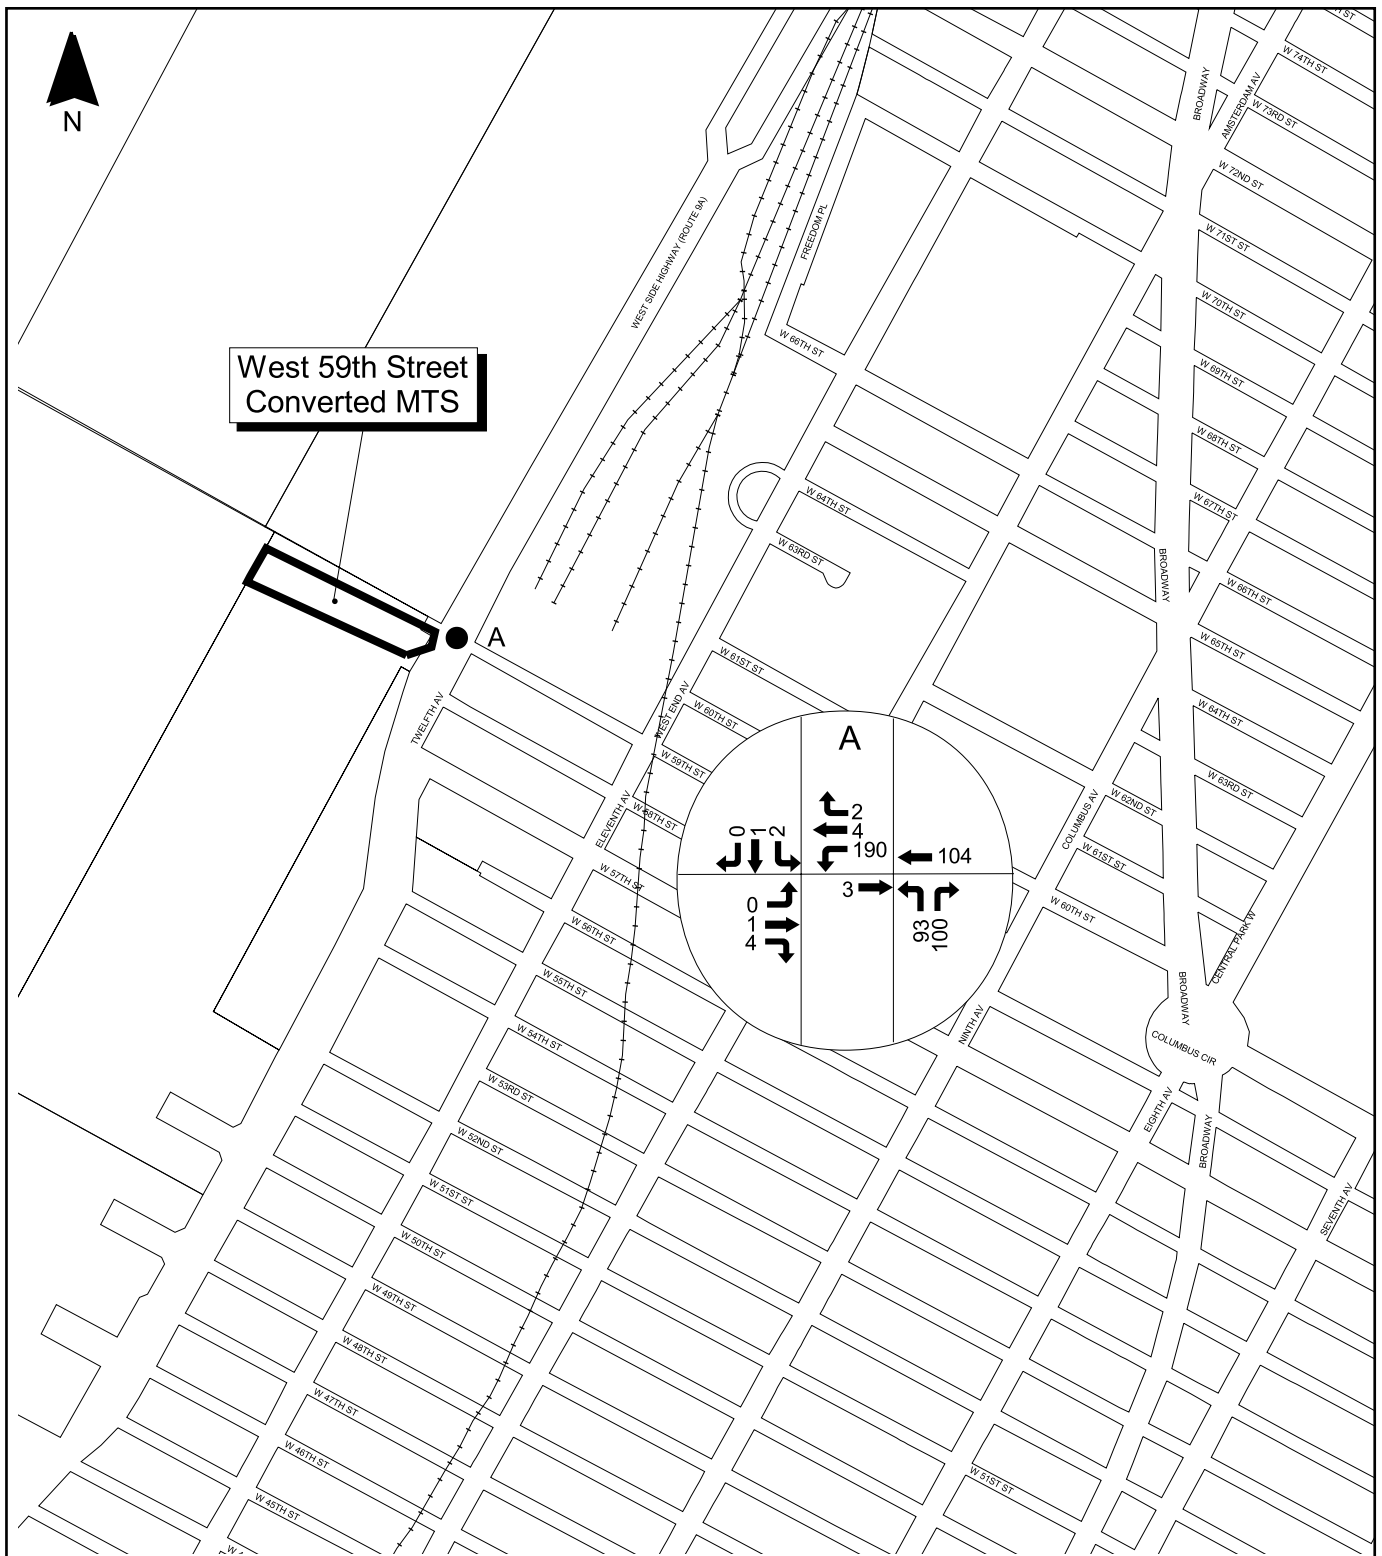 N
W 74TH ST
BROADWAY
AMSTERDAM AV
W 73RD ST
W 72ND ST
WEST SIDE HIGHWAY (ROUTE 9A)
FREEDOM PL
W 71ST ST
W 70TH ST
W 66TH ST
West 59th Street
Converted MTS
W 69TH ST
W 68TH ST
W 64TH ST
W 67TH ST
W 63RD ST
BROADWAY
W 66TH ST
A
W 65TH ST
W 61ST ST
TWELFTH AV
WEST END AV
W 60TH ST
W 64TH ST
W 59TH ST
W 63RD ST
ELEVENTH AV
W 58TH ST
COLUMBUS AV
W 62ND ST
W 61ST ST
A
2
4
190
0
1
2
104
3
0
1
4
93
100
W 57TH ST
W 60TH ST
W 56TH ST
CENTRAL PARK W
W 55TH ST
BROADWAY
W 54TH ST
NINTH AV
COLUMBUS CIR
W 53RD ST
EIGHTH AV
BROADWAY
W 52ND ST
W 51ST ST
SEVENTH AV
W 50TH ST
W 49TH ST
W 48TH ST
W 47TH ST
W 46TH ST
W 51ST ST
W 45TH ST